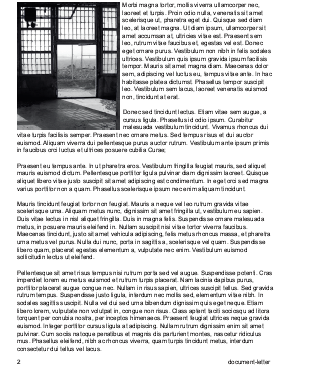 Morbi magna tortor, mollis viverra ullamcorper nec,
laoreet et turpis. Proin odio nulla, venenatis sit amet
scelerisque ut, pharetra eget dui. Quisque sed diam
leo, at laoreet magna. Ut diam ipsum, ullamcorper sit
amet accumsan at, ultricies vitae est. Praesent sem
leo, rutrum vitae faucibus et, egestas vel est. Donec
eget ornare purus. Vestibulum non nibh in felis sodales
ultrices. Vestibulum quis ipsum gravida ipsum facilisis
tempor. Mauris sit amet magna diam. Maecenas dolor
sem, adipiscing vel luctus eu, tempus vitae ante. In hac
habitasse platea dictumst. Phasellus tempor suscipit
leo. Vestibulum sem lacus, laoreet venenatis euismod
non, tincidunt at erat.
Donec sed tincidunt lectus. Etiam vitae sem augue, a
cursus ligula. Phasellus id odio ipsum. Curabitur
malesuada vestibulum tincidunt. Vivamus rhoncus dui
vitae turpis facilisis semper. Praesent nec ornare metus. Sed tempus risus et dui auctor
euismod. Aliquam viverra dui pellentesque purus auctor rutrum. Vestibulum ante ipsum primis
in faucibus orci luctus et ultrices posuere cubilia Curae;
Praesent eu tempus ante. In ut pharetra eros. Vestibulum fringilla feugiat mauris, sed aliquet
mauris euismod dictum. Pellentesque porttitor ligula pulvinar diam dignissim laoreet. Quisque
aliquet libero vitae justo suscipit sit amet adipiscing est condimentum. In eget orci sed magna
varius porttitor non a quam. Phasellus scelerisque ipsum nec enim aliquam tincidunt.
Mauris tincidunt feugiat tortor non feugiat. Mauris a neque vel leo rutrum gravida vitae
scelerisque urna. Aliquam metus nunc, dignissim sit amet fringilla ut, vestibulum eu sapien.
Duis vitae lectus in nisl aliquet fringilla. Duis in magna felis. Suspendisse ornare malesuada
metus, in posuere mauris eleifend in. Nullam suscipit nisi vitae tortor viverra faucibus.
Maecenas tincidunt, justo sit amet vehicula adipiscing, felis metus rhoncus massa, et pharetra
urna metus vel purus. Nulla dui nunc, porta in sagittis a, scelerisque vel quam. Suspendisse
libero quam, placerat egestas elementum a, vulputate nec enim. Vestibulum euismod
sollicitudin lectus ut eleifend.
Pellentesque sit amet risus tempus nisi rutrum porta sed vel augue. Suspendisse potenti. Cras
imperdiet lorem eu metus euismod et rutrum turpis placerat. Nam lacinia dapibus purus,
porttitor placerat augue congue nec. Nullam in risus sapien, ultrices suscipit tellus. Sed gravida
rutrum tempus. Suspendisse justo ligula, interdum nec mollis sed, elementum vitae nibh. In
sodales sagittis suscipit. Nulla vel dui sed urna bibendum dignissim quis eget neque. Etiam
libero lorem, vulputate non volutpat in, congue non risus. Class aptent taciti sociosqu ad litora
torquent per conubia nostra, per inceptos himenaeos. Praesent feugiat ultrices neque gravida
euismod. Integer porttitor cursus ligula at adipiscing. Nullam rutrum dignissim enim sit amet
pulvinar. Cum sociis natoque penatibus et magnis dis parturient montes, nascetur ridiculus
mus. Phasellus eleifend, nibh ac rhoncus viverra, quam turpis tincidunt metus, interdum
consectetur dui tellus vel lacus.
2 document-letter